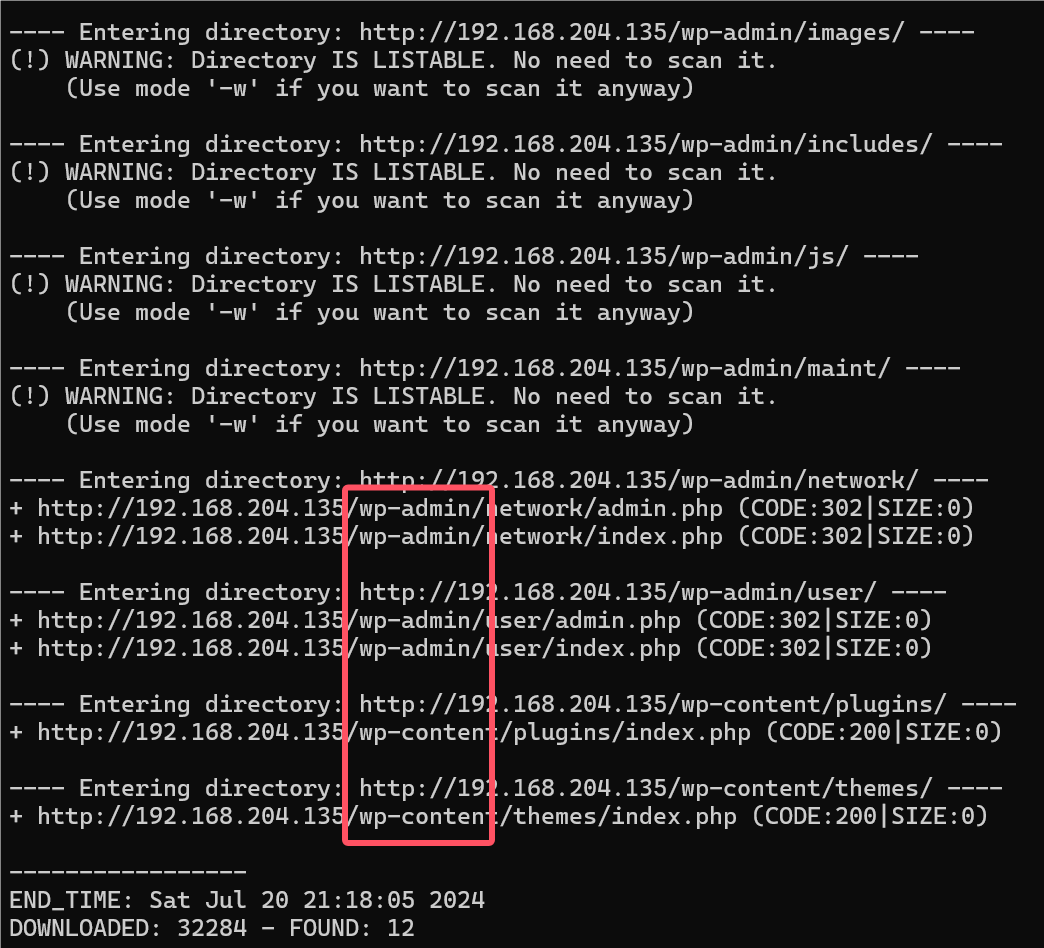 ---- Entering directory: http://192.168.204.135/wp-admin/images/ ----
(!) WARNING: Directory IS LISTABLE. No need to scan it.
    (Use mode '-w' if you want to scan it anyway)

---- Entering directory: http://192.168.204.135/wp-admin/includes/ ----
(!) WARNING: Directory IS LISTABLE. No need to scan it.
    (Use mode '-w' if you want to scan it anyway)

---- Entering directory: http://192.168.204.135/wp-admin/js/ ----
(!) WARNING: Directory IS LISTABLE. No need to scan it.
    (Use mode '-w' if you want to scan it anyway)

---- Entering directory: http://192.168.204.135/wp-admin/maint/ ----
(!) WARNING: Directory IS LISTABLE. No need to scan it.
    (Use mode '-w' if you want to scan it anyway)

---- Entering directory: http://192.168.204.135/wp-admin/network/ ----
+ http://192.168.204.135/wp-admin/network/admin.php (CODE:302|SIZE:0)
+ http://192.168.204.135/wp-admin/network/index.php (CODE:302|SIZE:0)

---- Entering directory: http://192.168.204.135/wp-admin/user/ ----
+ http://192.168.204.135/wp-admin/user/admin.php (CODE:302|SIZE:0)
+ http://192.168.204.135/wp-admin/user/index.php (CODE:302|SIZE:0)

---- Entering directory: http://192.168.204.135/wp-content/plugins/ ----
+ http://192.168.204.135/wp-content/plugins/index.php (CODE:200|SIZE:0)

---- Entering directory: http://192.168.204.135/wp-content/themes/ ----
+ http://192.168.204.135/wp-content/themes/index.php (CODE:200|SIZE:0)

-----------------
END_TIME: Sat Jul 20 21:18:05 2024
DOWNLOADED: 32284 - FOUND: 12